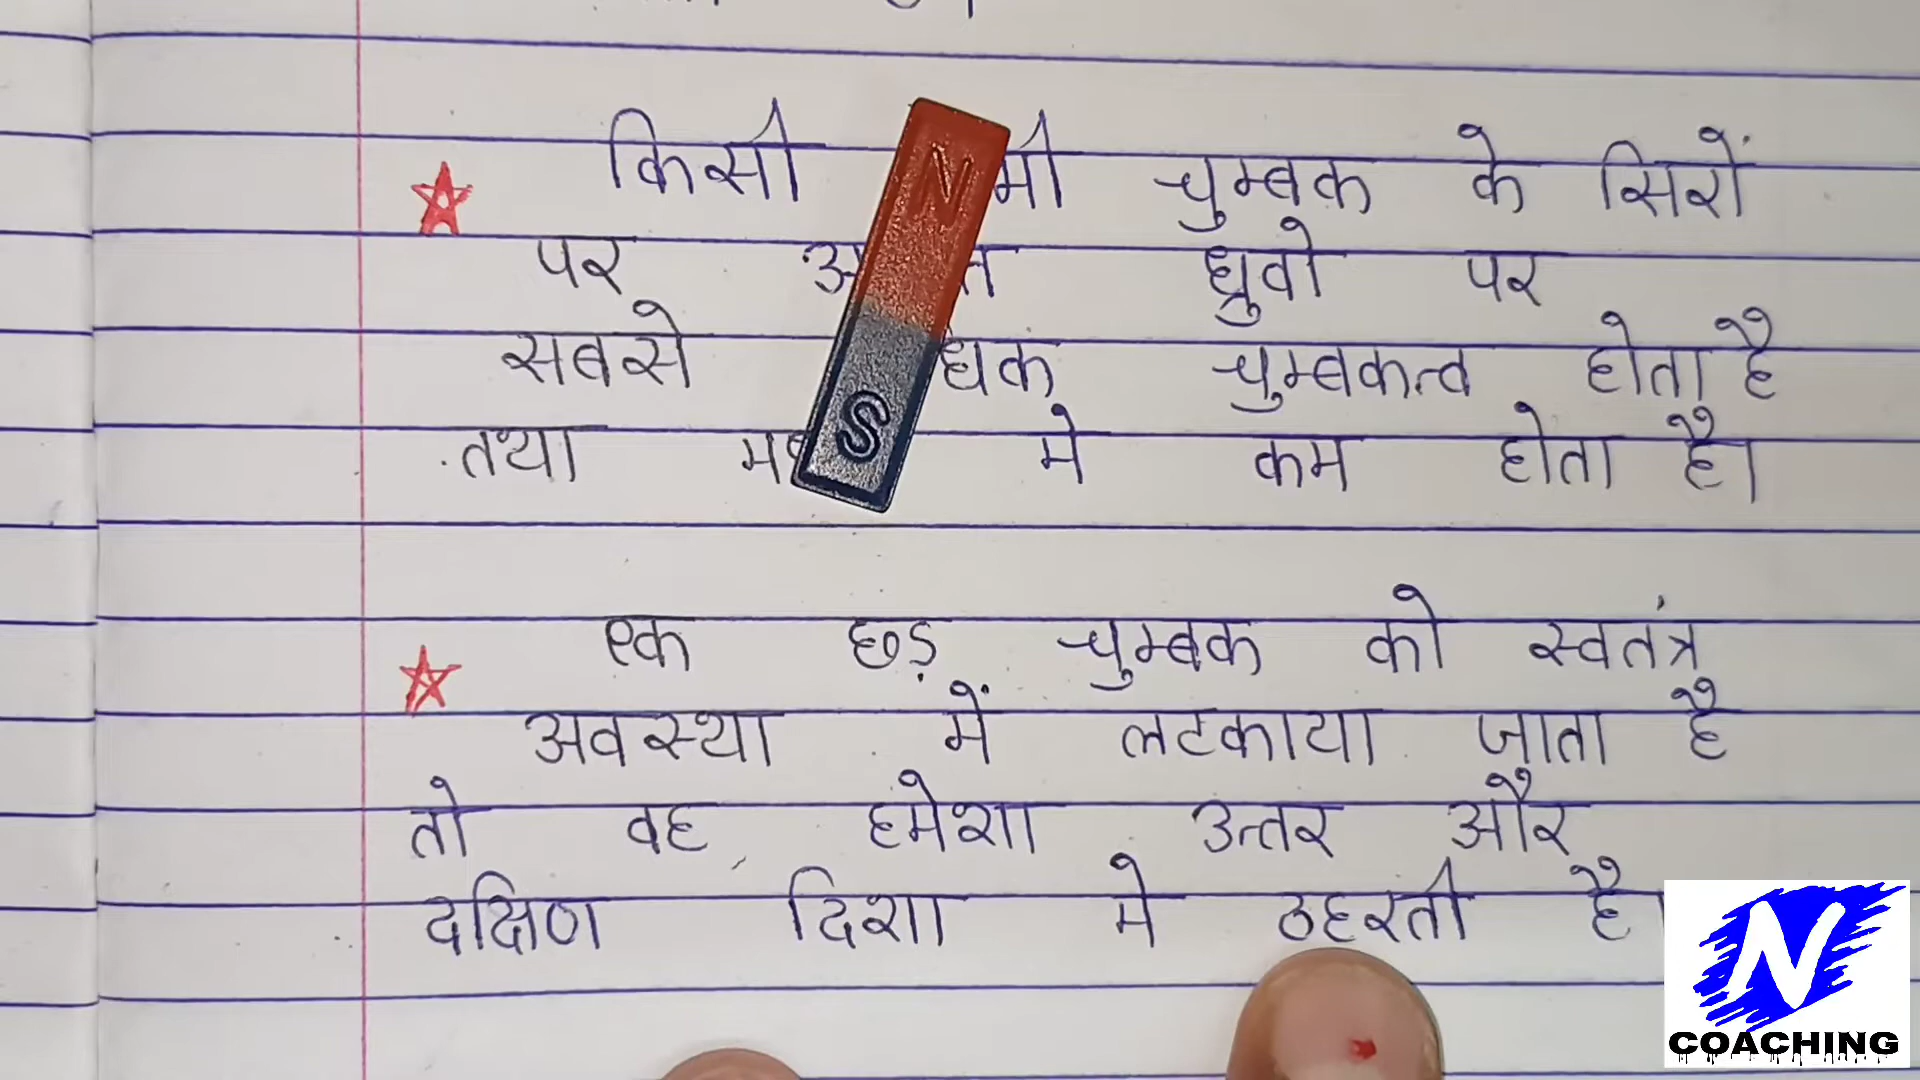 किसी चुम्बक के सिरों
पर ध्रुवो पर
सबसे चुम्बकत्व होता है
तथा मे कम होता है।
एक छड़ चुम्बक को स्वतंत्र
अवस्था में लटकाया जाता है
तो वह हमेशा उत्तर और
दक्षिण दिशा मे ठहरती है।
N
S
N
COACHING